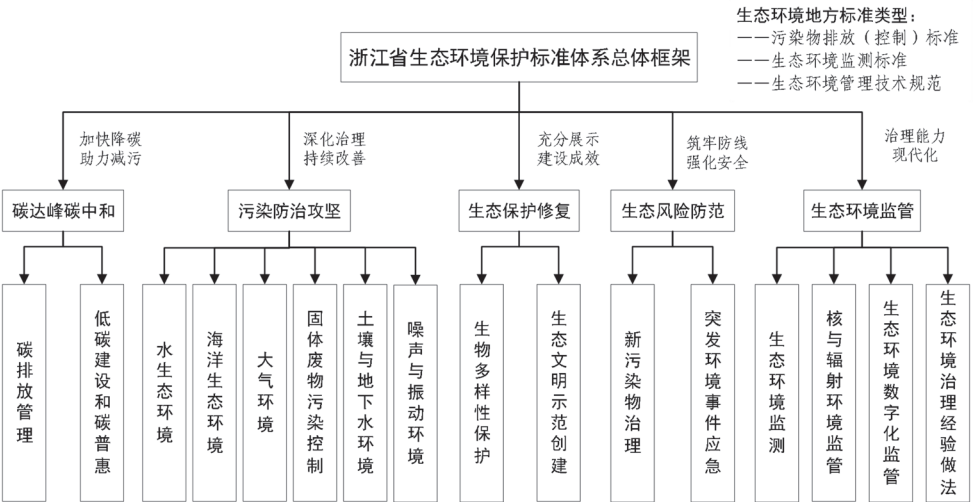 生态环境地方标准类型：
——污染物排放（控制）标准
——生态环境监测标准
——生态环境管理技术规范
浙江省生态环境保护标准体系总体框架
加快降碳
助力减污
深化治理
持续改善
充分展示
建设成效
筑牢防线
强化安全
治理能力
现代化
碳达峰碳中和
污染防治攻坚
生态保护修复
生态风险防范
生态环境监管
碳排放管理
低碳建设和碳普惠
水生态环境
海洋生态环境
大气环境
固体废物污染控制
土壤与地下水环境
噪声与振动环境
生物多样性保护
生态文明示范创建
新污染物治理
突发环境事件应急
生态环境监测
核与辐射环境监管
生态环境数字化监管
生态环境治理经验做法